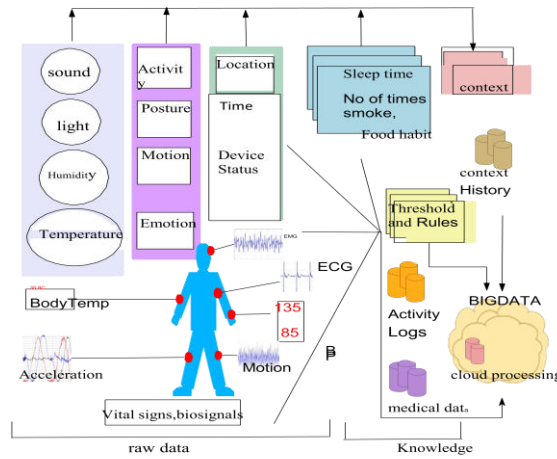 sound
light
Humidity
Temperature
Activit
y
Posture
Motion
Emotion
Location
Time
Device
Status
Sleep time
No of times
smoke,
Food habit
context
context
History
Threshold
and Rules
Activity
Logs
BIGDATA
cloud processing
medical data
EMG
ECG
135
85
BP
BodyTemp
Acceleration
Motion
Vital signs,biosignals
raw data
Knowledge